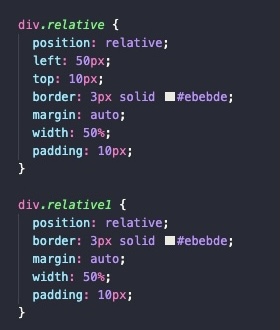 div.relative {
  position: relative;
  left: 50px;
  top: 10px;
  border: 3px solid #ebebde;
  margin: auto;
  width: 50%;
  padding: 10px;
}

div.relative1 {
  position: relative;
  border: 3px solid #ebebde;
  margin: auto;
  width: 50%;
  padding: 10px;
}